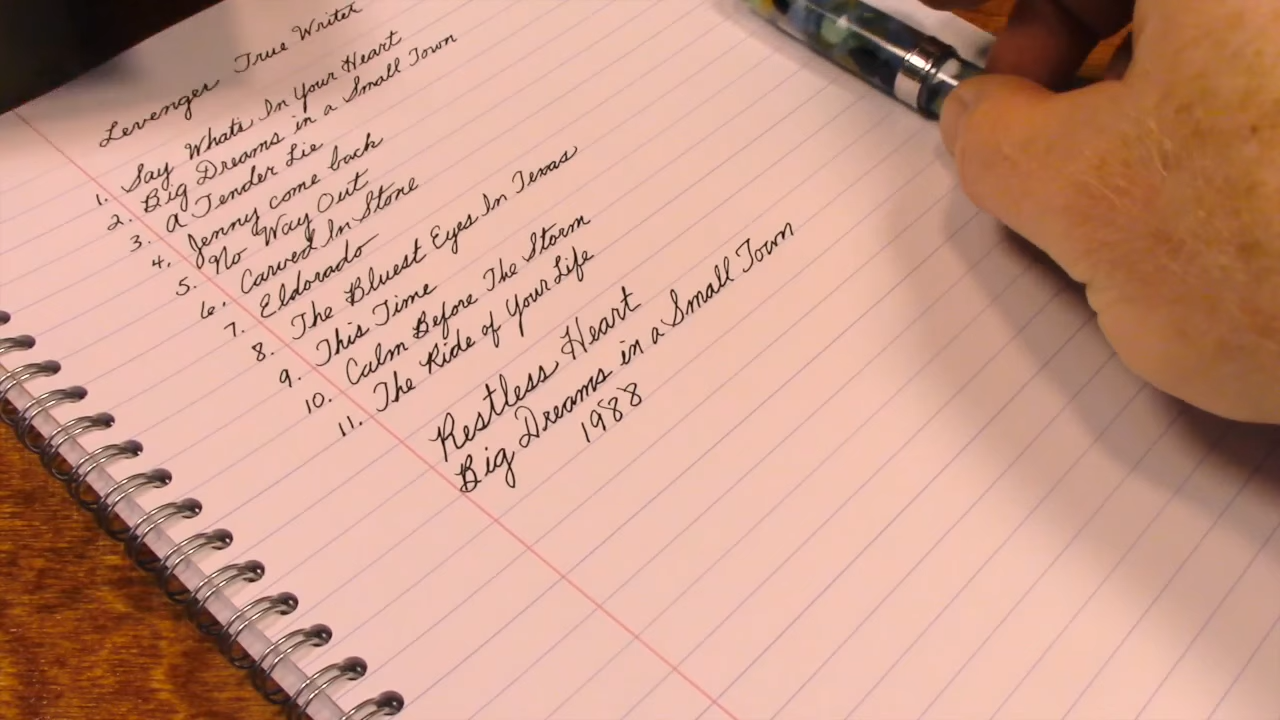 Levenger True Writer
1. Say Whats In Your Heart
2. Big Dreams in a Small Town
3. A Tender Lie
4. Jenny come back
5. No Way Out
6. Carved In Stone
7. Eldorado
8. The Bluest Eyes In Texas
9. This Time
10. Calm Before The Storm
11. The Ride of Your Life
Restless Heart
Big Dreams in a Small Town
1988